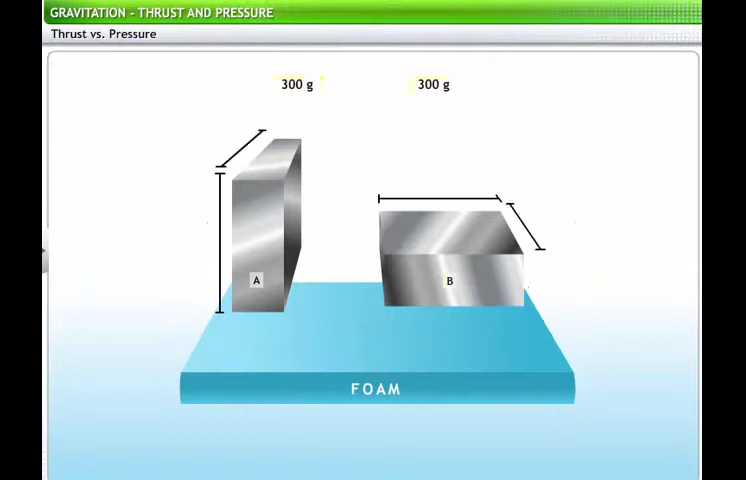 GRAVITATION - THRUST AND PRESSURE
Thrust vs. Pressure
300 g 300 g
A
B
FOAM